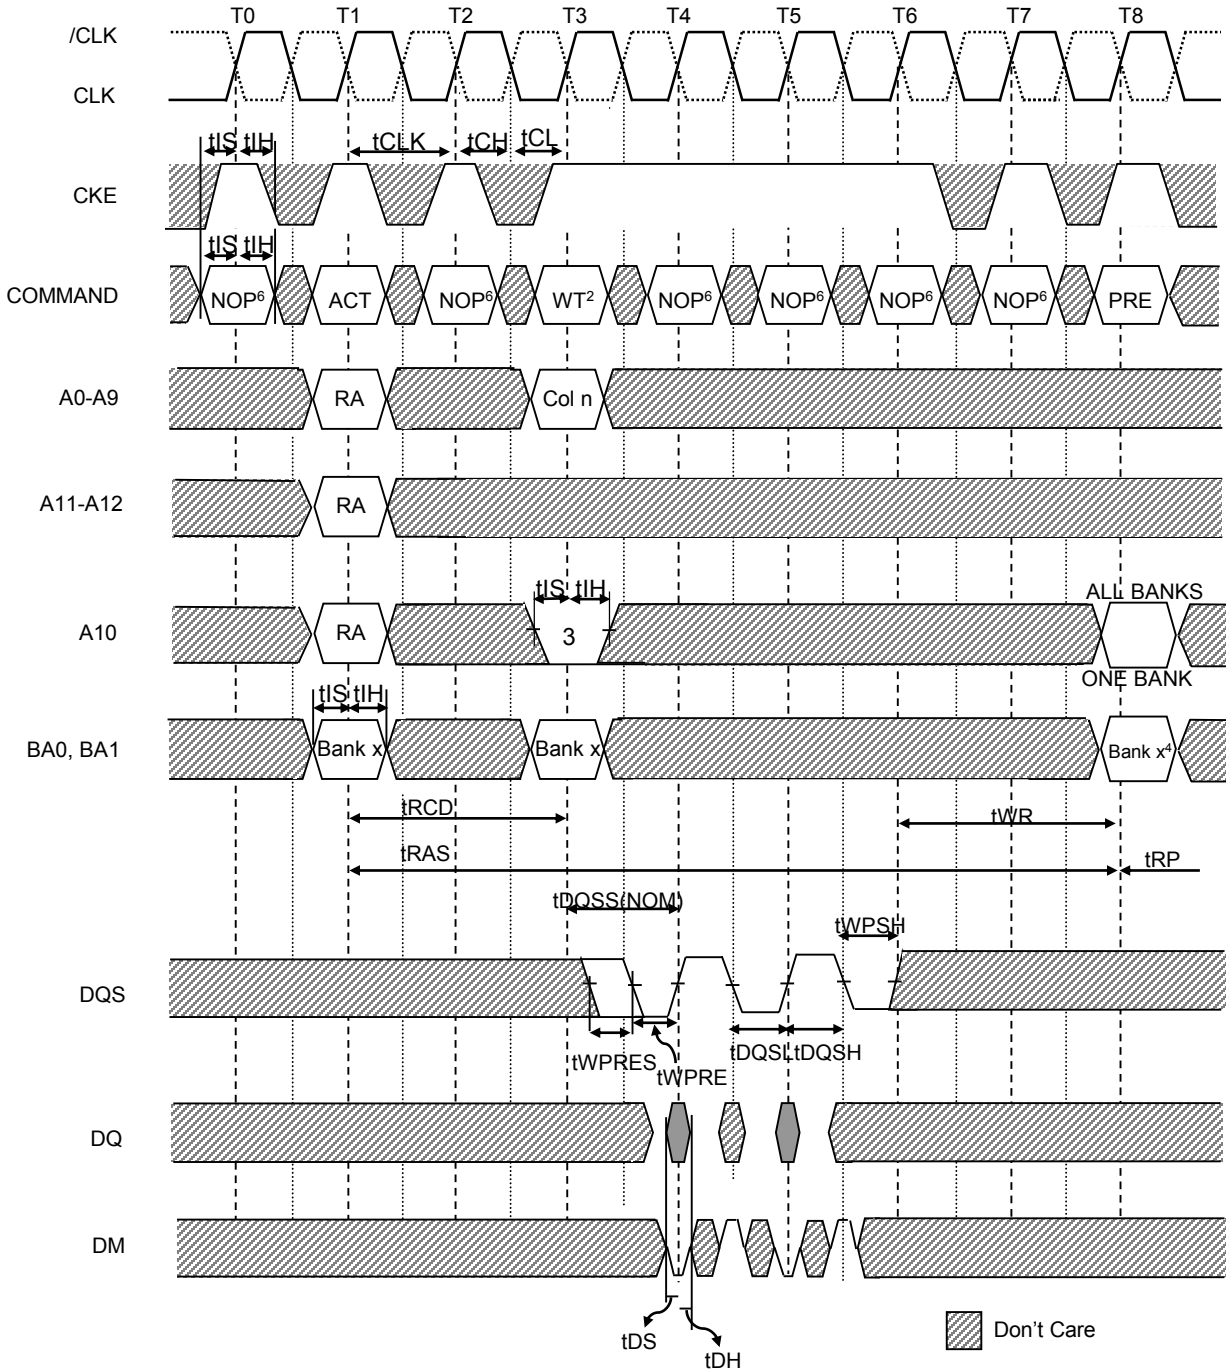 T0 T1 T2 T3 T4 T5 T6 T7 T8
/CLK
CLK
tIS tIH tCLK tCH tCL
CKE
tIS tIH
COMMAND NOP⁶ ACT NOP⁶ WT² NOP⁶ NOP⁶ NOP⁶ NOP⁶ PRE
A0-A9 RA Col n
A11-A12 RA
tIS tIH ALL BANKS
A10 RA 3
ONE BANK
tIS tIH
BA0, BA1 Bank x Bank x Bank x⁴
tRCD tWR
tRAS tRP
tDQSS(NOM)
tWPSH
DQS
tWPRES tWPRE tDQSL tDQSH
DQ
DM
tDS tDH
Don't Care